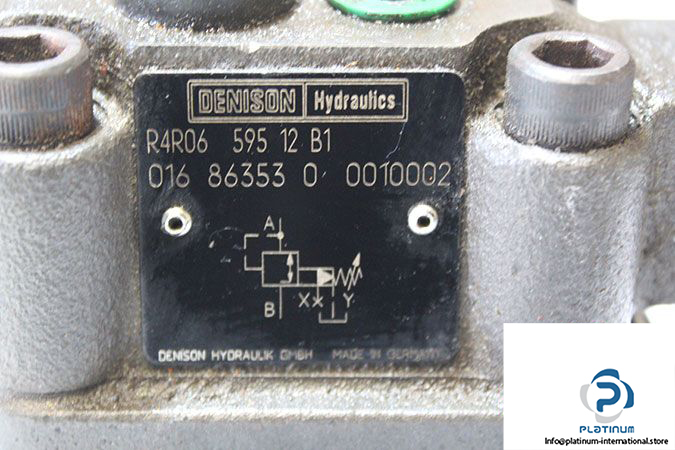 DENISON Hydraulics
R4R06 595 12 B1
016 86353 0 0010002
A
B
X
Y
DENISON HYDRAULIK GMBH MADE IN GERMANY
PLATINUM
Info@platinum-international.store